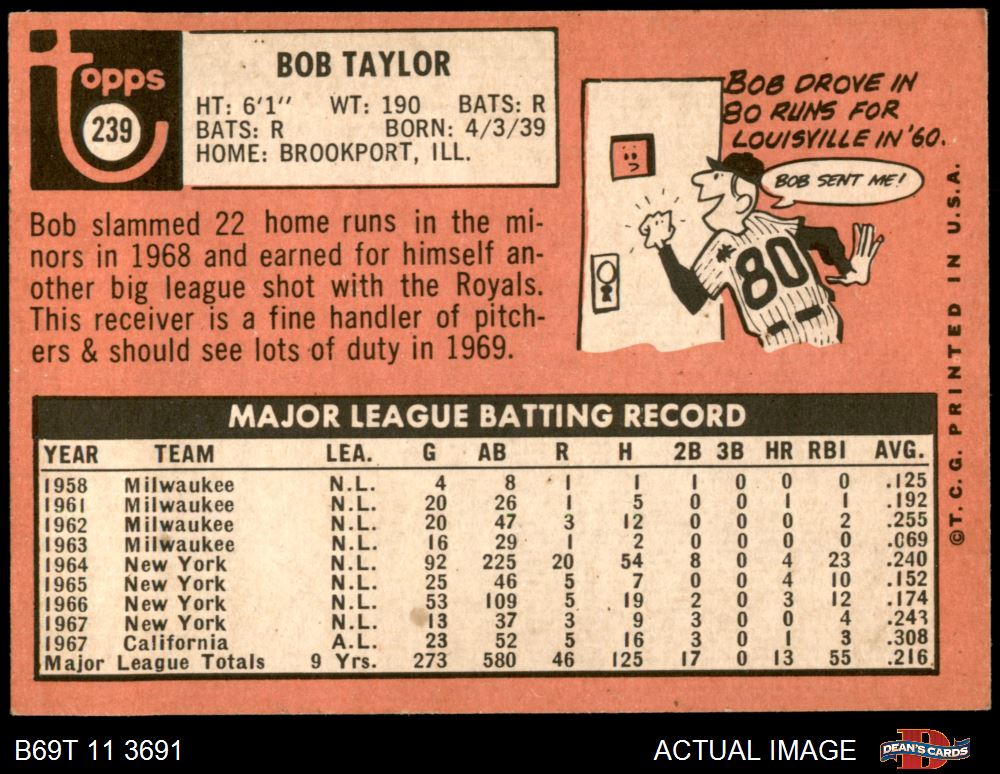 Topps
239
BOB TAYLOR
HT: 6'1" WT: 190 BATS: R
BATS: R BORN: 4/3/39
HOME: BROOKPORT, ILL.
Bob slammed 22 home runs in the mi-
nors in 1968 and earned for himself an-
other big league shot with the Royals.
This receiver is a fine handler of pitch-
ers & should see lots of duty in 1969.
BOB DROVE IN
80 RUNS FOR
LOUISVILLE IN '60.
BOB SENT ME!
80
MAJOR LEAGUE BATTING RECORD
YEAR TEAM LEA. G AB R H 2B 3B HR RBI AVG.
1958 Milwaukee N.L. 4 8 1 1 1 0 0 0 .125
1961 Milwaukee N.L. 20 26 1 5 0 0 1 1 .192
1962 Milwaukee N.L. 20 47 3 12 0 0 0 2 .255
1963 Milwaukee N.L. 16 29 1 2 0 0 0 0 .069
1964 New York N.L. 92 225 20 54 8 0 4 23 .240
1965 New York N.L. 25 46 5 7 0 0 4 10 .152
1966 New York N.L. 53 109 5 19 2 0 3 12 .174
1967 New York N.L. 13 37 3 9 3 0 0 4 .243
1967 California A.L. 23 52 5 16 3 0 1 3 .308
Major League Totals 9 Yrs. 273 580 46 125 17 0 13 55 .216
©T.C.G. PRINTED IN U.S.A.
B69T 11 3691
ACTUAL IMAGE
DEAN'S CARDS